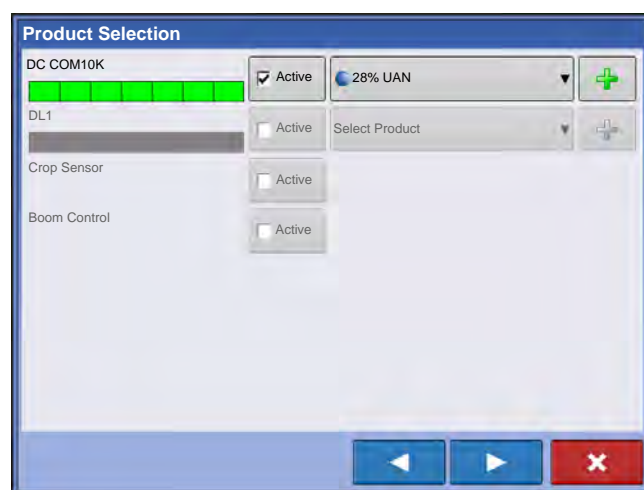 Product Selection
DC COM10K
Active
28% UAN
DL1
Active
Select Product
Crop Sensor
Active
Boom Control
Active